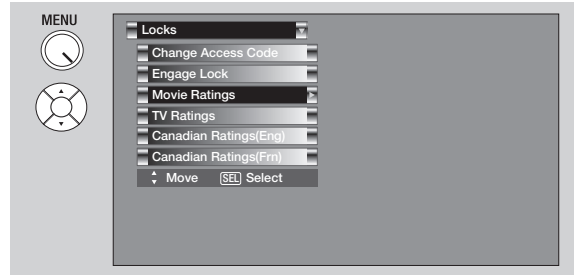 MENU
Locks
Change Access Code
Engage Lock
Movie Ratings
TV Ratings
Canadian Ratings(Eng)
Canadian Ratings(Frn)
Move SEL Select